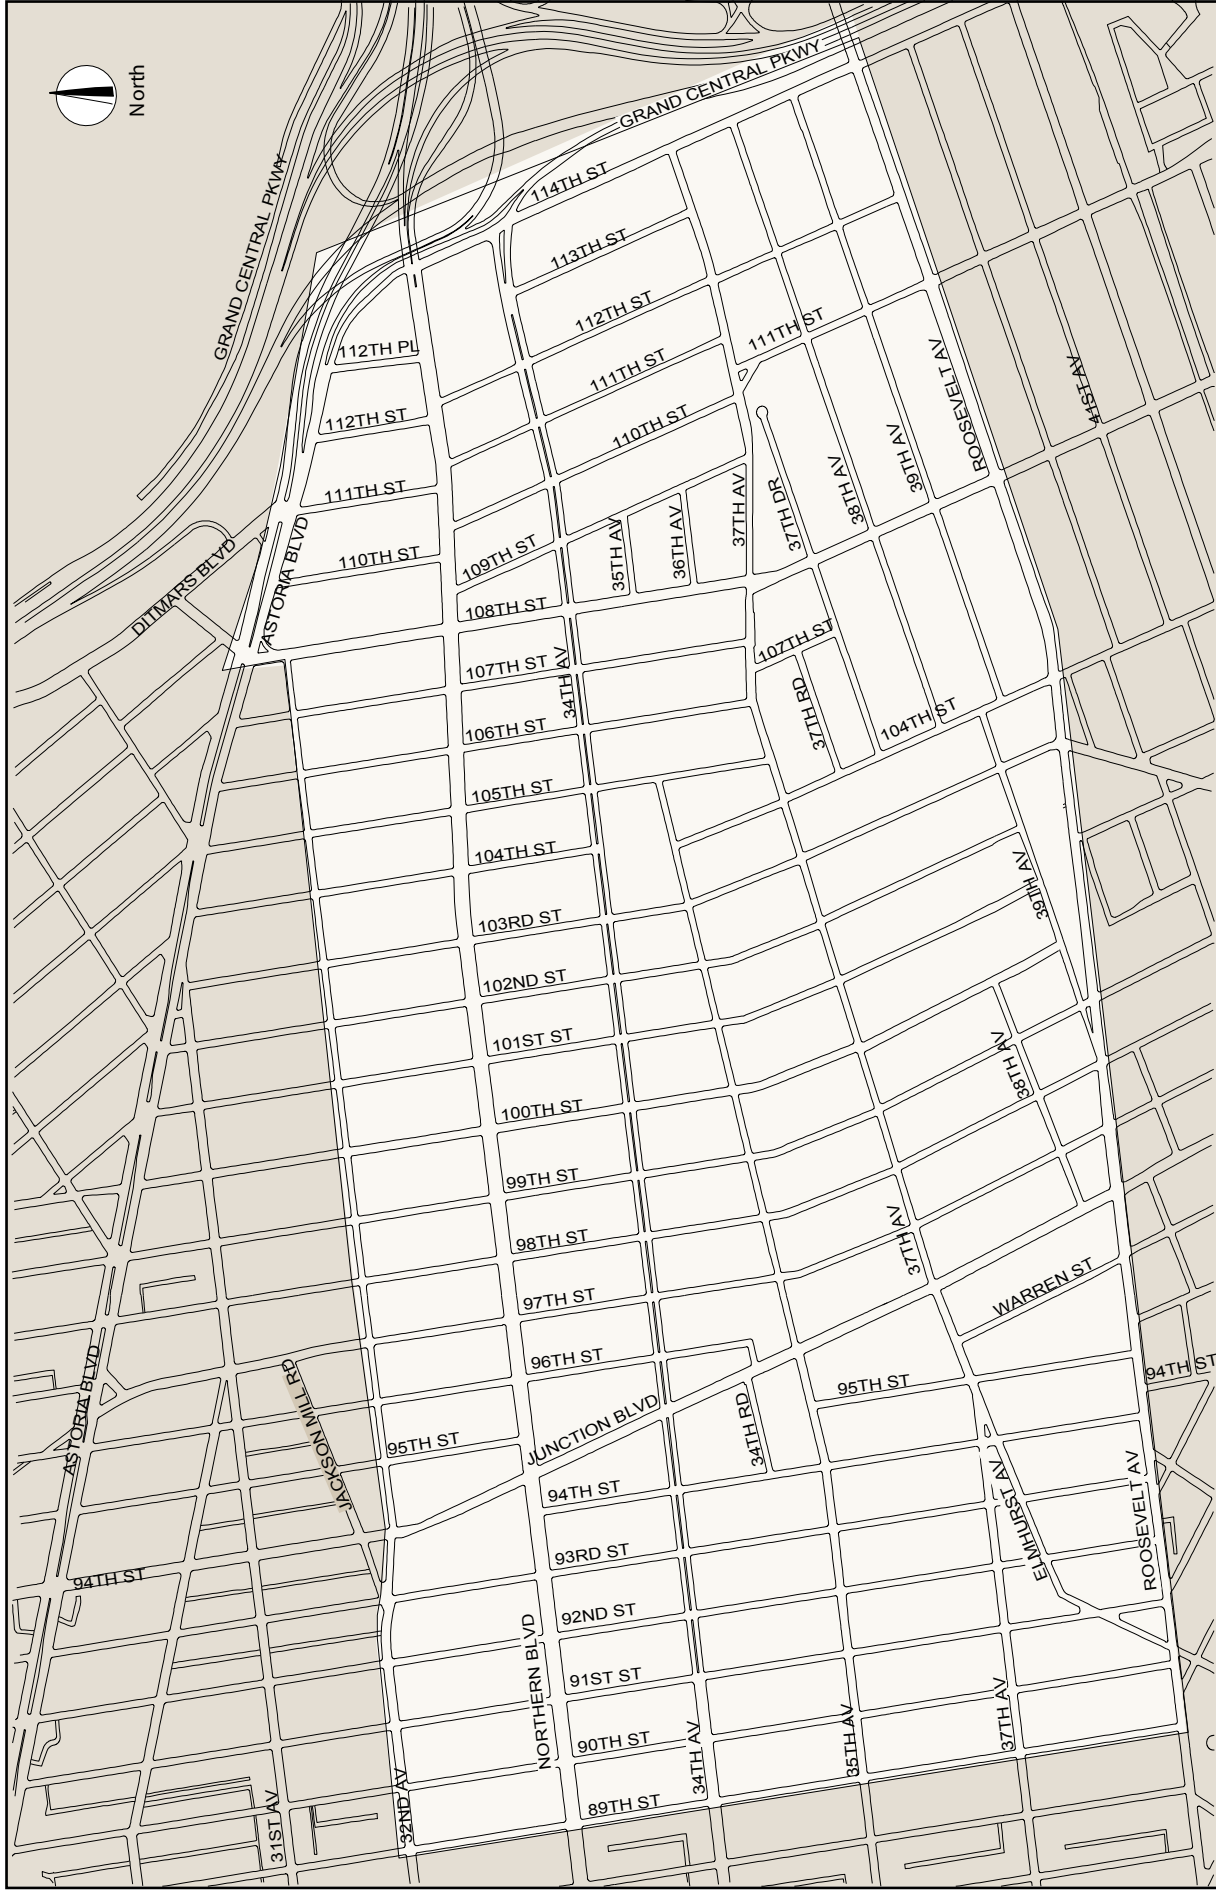 North
GRAND CENTRAL PKWY
GRAND CENTRAL PKWY
114TH ST
113TH ST
112TH ST
111TH ST
111TH ST
112TH PL
112TH ST
110TH ST
41ST AV
ROOSEVELT AV
39TH AV
38TH AV
37TH DR
37TH AV
36TH AV
35TH AV
111TH ST
110TH ST
109TH ST
ASTORIA BLVD
DITMARS BLVD
108TH ST
107TH ST
107TH ST
34TH AV
106TH ST
37TH RD
104TH ST
105TH ST
104TH ST
39TH AV
103RD ST
102ND ST
101ST ST
38TH AV
100TH ST
99TH ST
98TH ST
37TH AV
97TH ST
WARREN ST
96TH ST
94TH ST
95TH ST
ASTORIA BLVD
JACKSON MILL RD
95TH ST
JUNCTION BLVD
34TH RD
94TH ST
ELMHURST AV
ROOSEVELT AV
93RD ST
94TH ST
92ND ST
NORTHERN BLVD
91ST ST
90TH ST
34TH AV
35TH AV
37TH AV
89TH ST
32ND AV
31ST AV